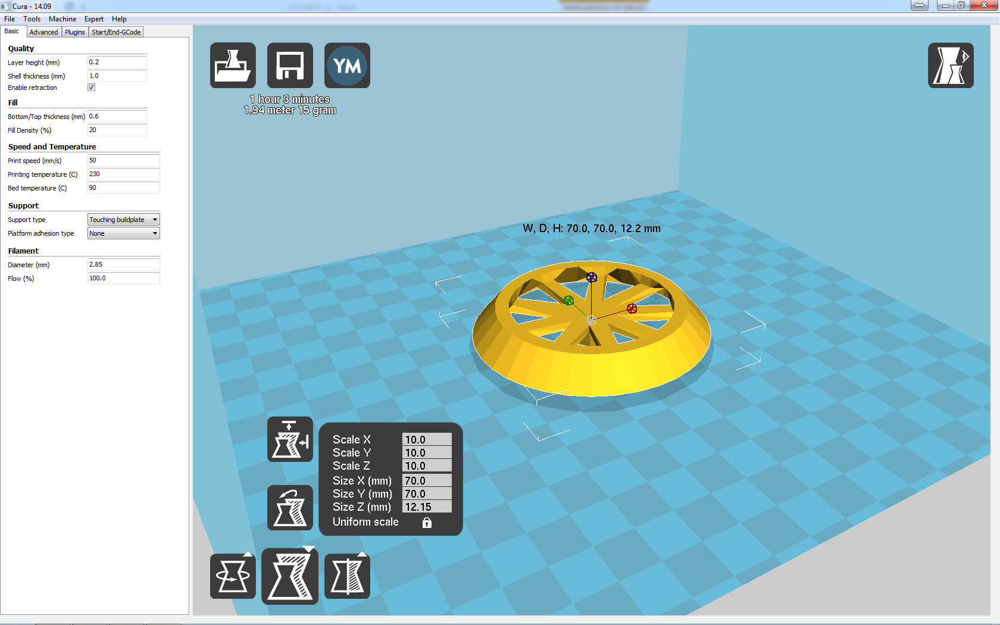 Cura - 14.09
File Tools Machine Expert Help
Basic Advanced Plugins Start/End-GCode
Quality
Layer height (mm) 0.2
Shell thickness (mm) 1.0
Enable retraction
Fill
Bottom/Top thickness (mm) 0.6
Fill Density (%) 20
Speed and Temperature
Print speed (mm/s) 50
Printing temperature (C) 230
Bed temperature (C) 90
Support
Support type Touching buildplate
Platform adhesion type None
Filament
Diameter (mm) 2.85
Flow (%) 100.0
YM
1 hour 3 minutes
1.94 meter 15 gram
W, D, H: 70.0, 70.0, 12.2 mm
Scale X 10.0
Scale Y 10.0
Scale Z 10.0
Size X (mm) 70.0
Size Y (mm) 70.0
Size Z (mm) 12.15
Uniform scale